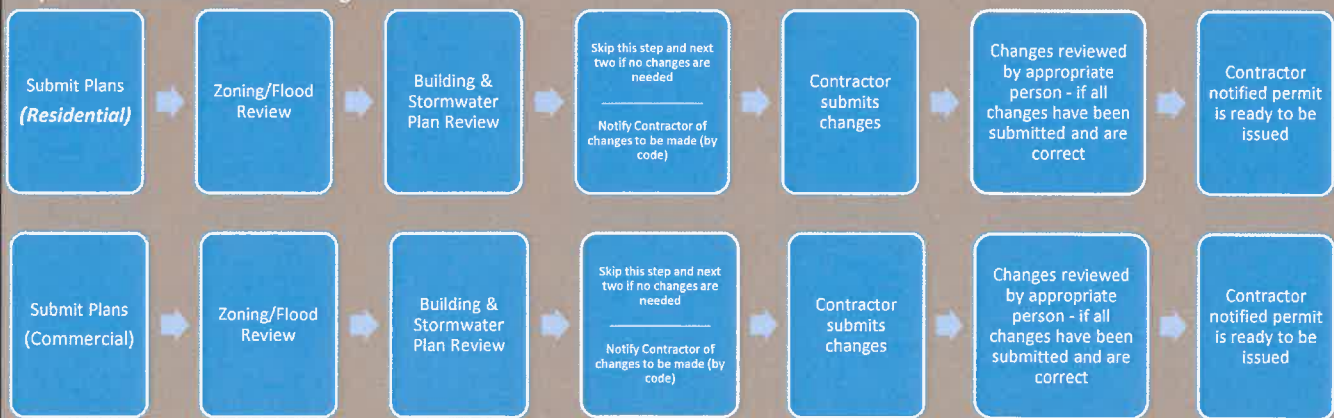 Submit Plans
(Residential)
Zoning/Flood
Review
Building &
Stormwater
Plan Review
Skip this step and next
two if no changes are
needed
Notify Contractor of
changes to be made (by
code)
Contractor
submits
changes
Changes reviewed
by appropriate
person - if all
changes have been
submitted and are
correct
Contractor
notified permit
is ready to be
issued
Submit Plans
(Commercial)
Zoning/Flood
Review
Building &
Stormwater
Plan Review
Skip this step and next
two if no changes are
needed
Notify Contractor of
changes to be made (by
code)
Contractor
submits
changes
Changes reviewed
by appropriate
person - if all
changes have been
submitted and are
correct
Contractor
notified permit
is ready to be
issued